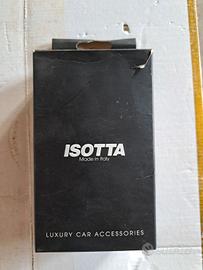 ISOTTA
Made in Italy
LUXURY CAR ACCESSORIES